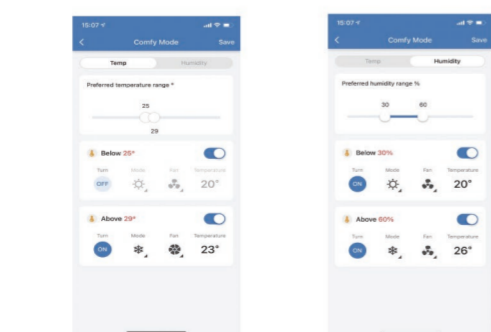 15:07
Comfy Mode Save
Temp Humidity
Preferred temperature range °
25
29
Below 25°
Turn Mode Fan Temperature
OFF 20°
Above 29°
Turn Mode Fan Temperature
ON 23°
15:07
Comfy Mode Save
Temp Humidity
Preferred humidity range %
30 60
Below 30%
Turn Mode Fan Temperature
ON 20°
Above 60%
Turn Mode Fan Temperature
ON 26°